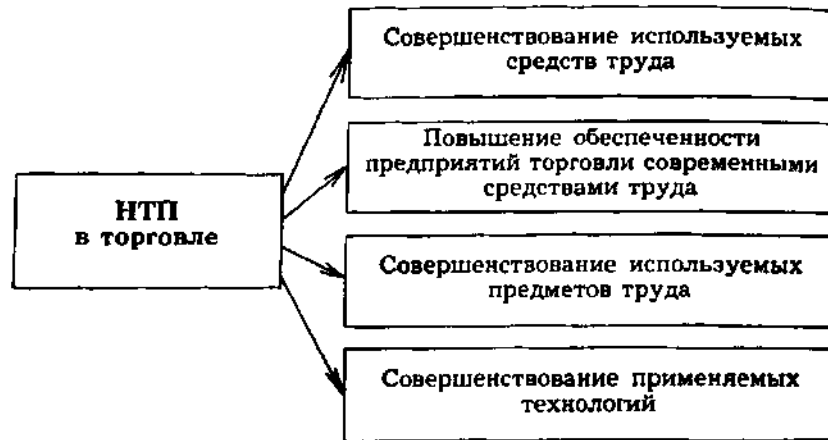 Совершенствование используемых
средств труда
Повышение обеспеченности
предприятий торговли современными
средствами труда
НТП
в торговле
Совершенствование используемых
предметов труда
Совершенствование применяемых
технологий